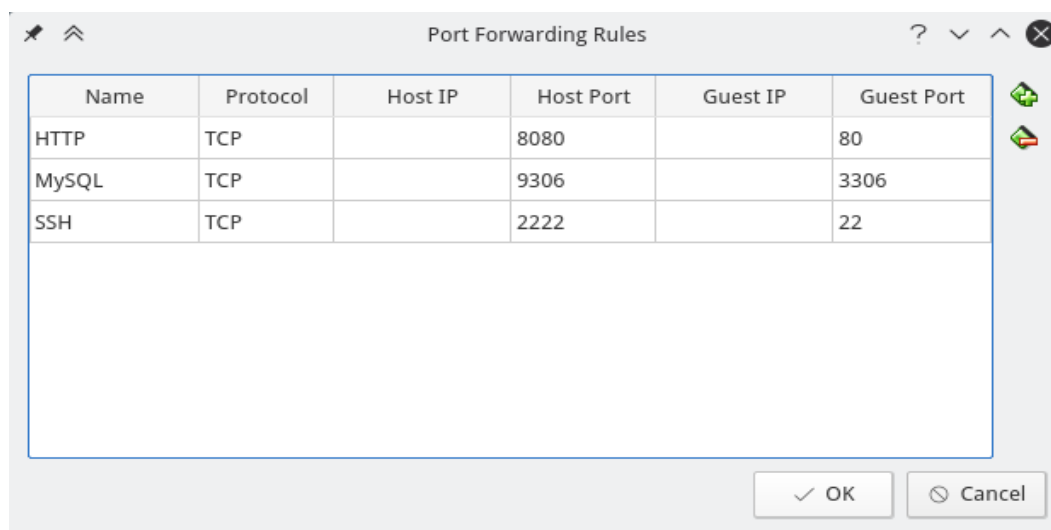 Port Forwarding Rules
Name Protocol Host IP Host Port Guest IP Guest Port
HTTP TCP 8080 80
MySQL TCP 9306 3306
SSH TCP 2222 22
OK Cancel